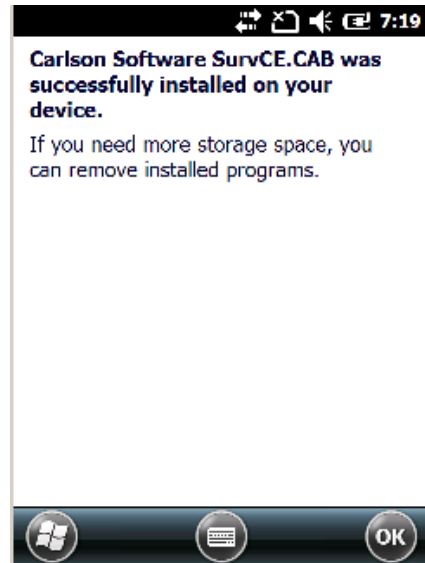 7:19
Carlson Software SurvCE.CAB was
successfully installed on your
device.
If you need more storage space, you
can remove installed programs.
OK